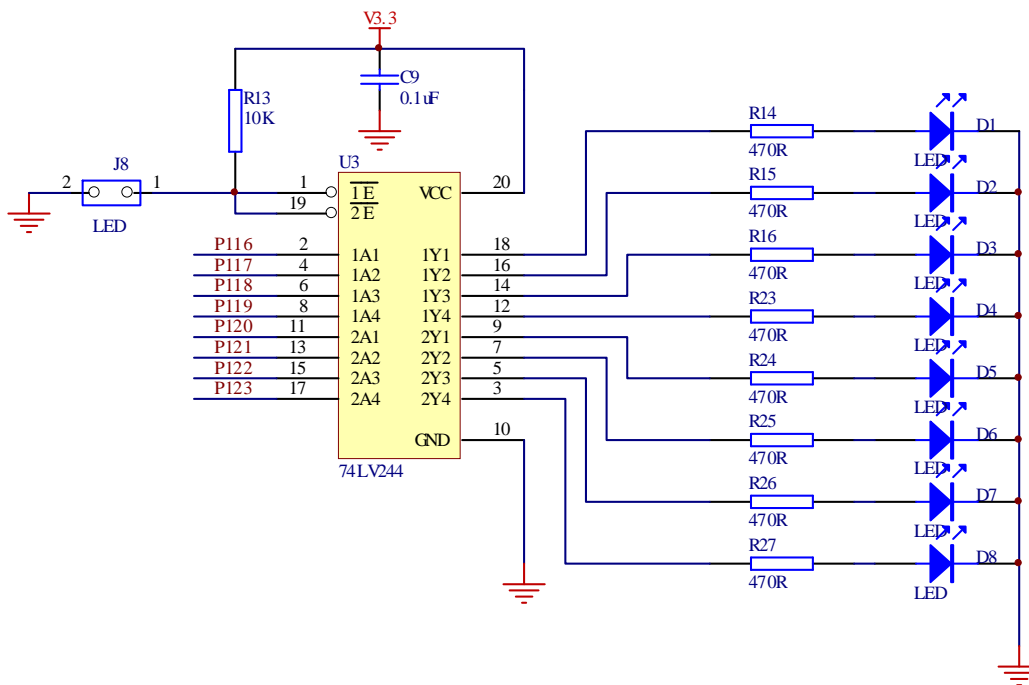 V3.3
C9
0.1uF
R13
10K
J8
2
1
LED
U3
1
1E
VCC
20
19
2E
P116
2
1A1
1Y1
18
P117
4
1A2
1Y2
16
P118
6
1A3
1Y3
14
P119
8
1A4
1Y4
12
P120
11
2A1
2Y1
9
P121
13
2A2
2Y2
7
P122
15
2A3
2Y3
5
P123
17
2A4
2Y4
3
GND
10
74LV244
R14
470R
D1
LED
R15
470R
D2
LED
R16
470R
D3
LED
R23
470R
D4
LED
R24
470R
D5
LED
R25
470R
D6
LED
R26
470R
D7
LED
R27
470R
D8
LED